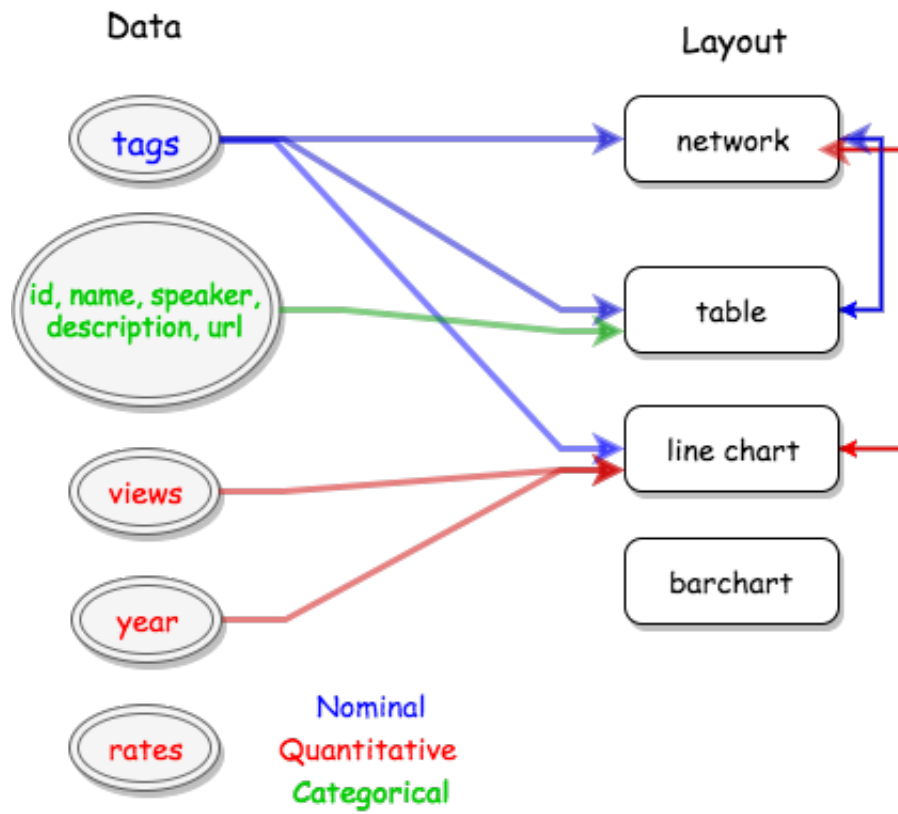 Data
Layout
tags
network
id, name, speaker,
description, url
table
line chart
views
barchart
year
rates
Nominal
Quantitative
Categorical